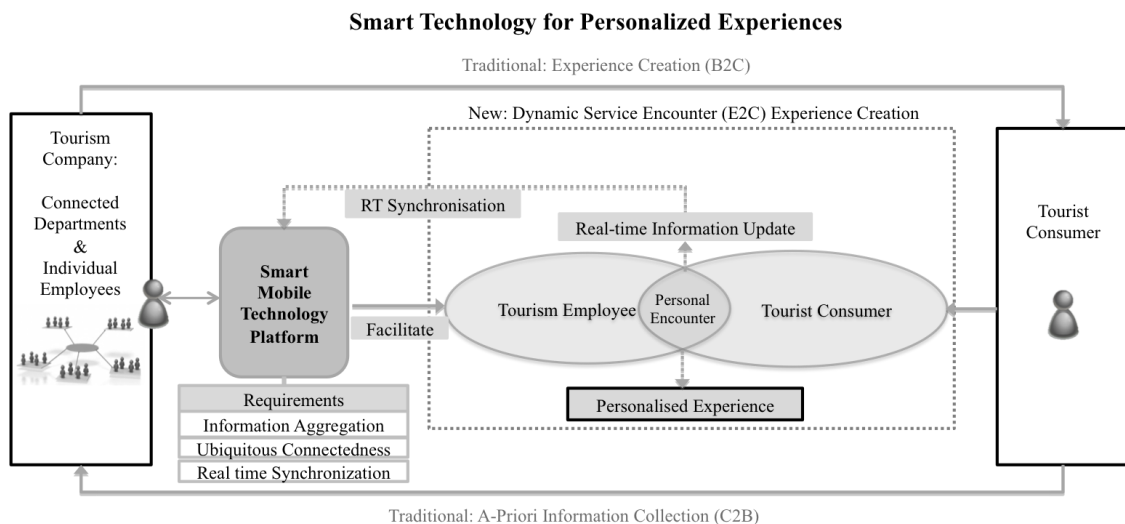 Smart Technology for Personalized Experiences
Traditional: Experience Creation (B2C)
New: Dynamic Service Encounter (E2C) Experience Creation
Tourism
Company:
Connected
Departments
&
Individual
Employees
RT Synchronisation
Real-time Information Update
Smart
Mobile
Technology
Platform
Facilitate
Tourism Employee
Personal
Encounter
Tourist Consumer
Tourist
Consumer
Personalised Experience
Requirements
Information Aggregation
Ubiquitous Connectedness
Real time Synchronization
Traditional: A-Priori Information Collection (C2B)